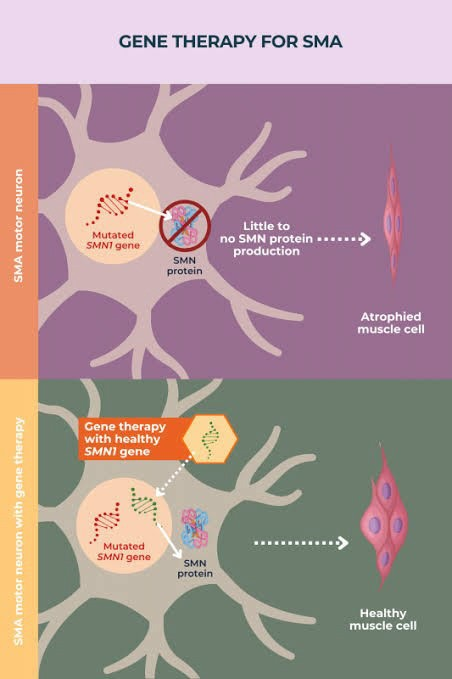 GENE THERAPY FOR SMA
SMA motor neuron
Mutated
SMN1 gene
SMN
protein
Little to
no SMN protein
production
Atrophied
muscle cell
SMA motor neuron with gene therapy
Gene therapy
with healthy
SMN1 gene
Mutated
SMN1 gene
SMN
protein
Healthy
muscle cell